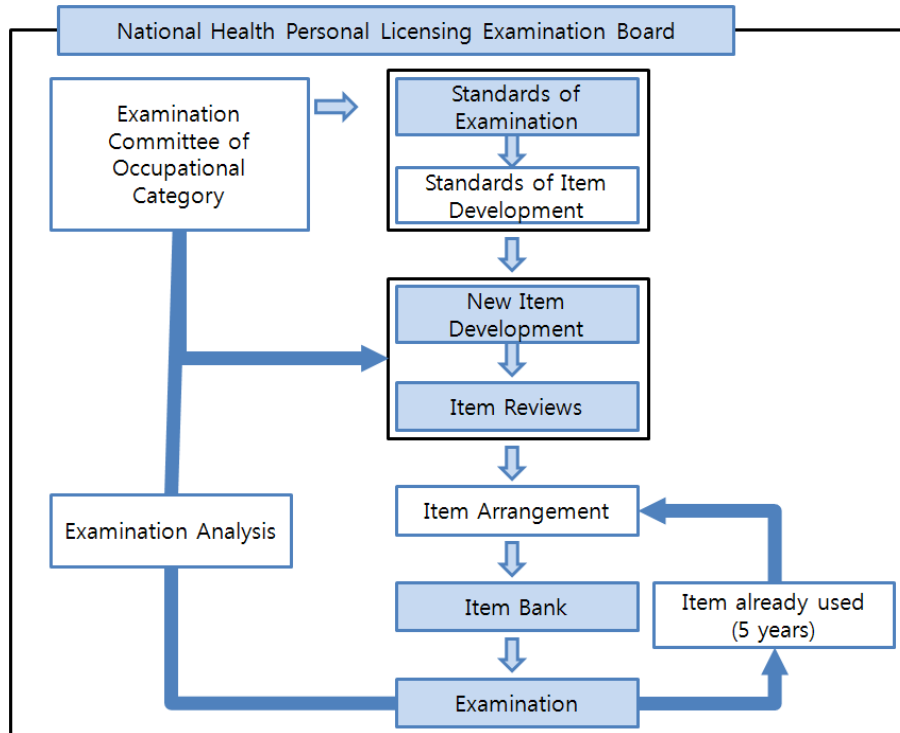 National Health Personal Licensing Examination Board
Examination
Committee of
Occupational
Category
Standards of
Examination
Standards of Item
Development
New Item
Development
Item Reviews
Examination Analysis
Item Arrangement
Item Bank
Item already used
(5 years)
Examination